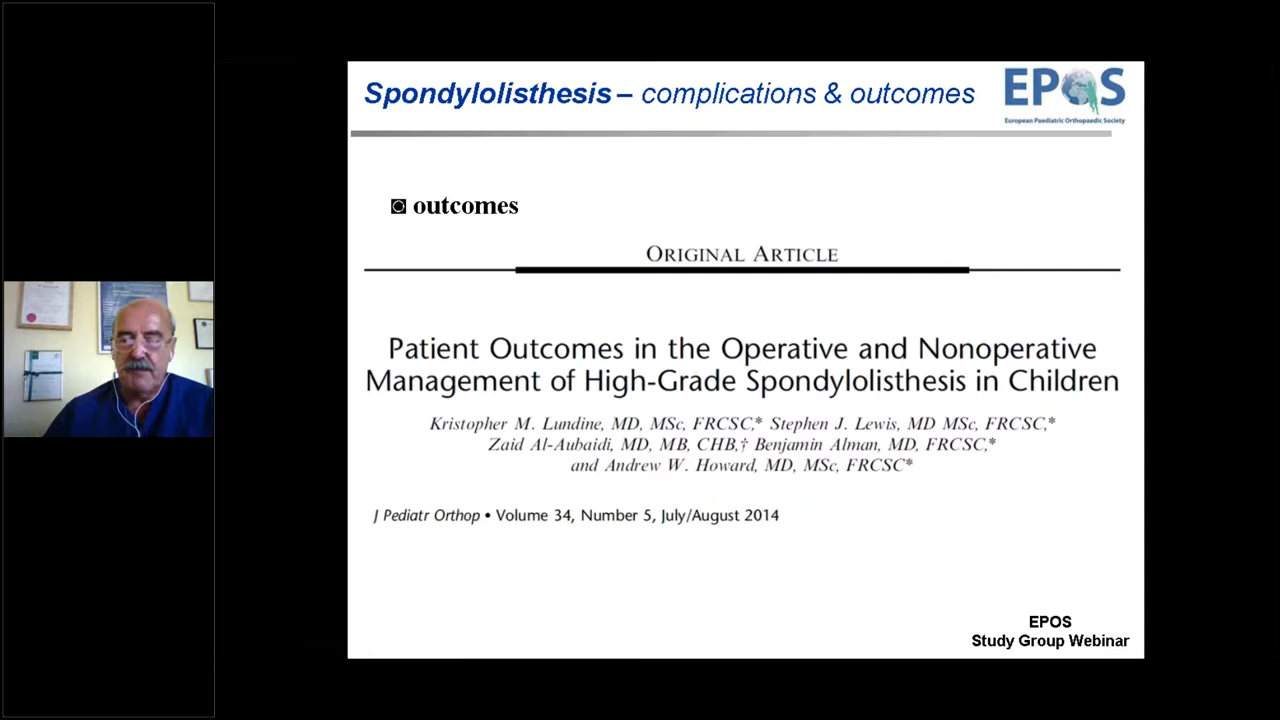 Spondylolisthesis – complications & outcomes
EPOS
European Paediatric Orthopaedic Society
◙ outcomes
ORIGINAL ARTICLE
Patient Outcomes in the Operative and Nonoperative
Management of High-Grade Spondylolisthesis in Children
Kristopher M. Lundine, MD, MSc, FRCSC,* Stephen J. Lewis, MD MSc, FRCSC,*
Zaid Al-Aubaidi, MD, MB, CHB,† Benjamin Alman, MD, FRCSC,*
and Andrew W. Howard, MD, MSc, FRCSC*
J Pediatr Orthop • Volume 34, Number 5, July/August 2014
EPOS
Study Group Webinar